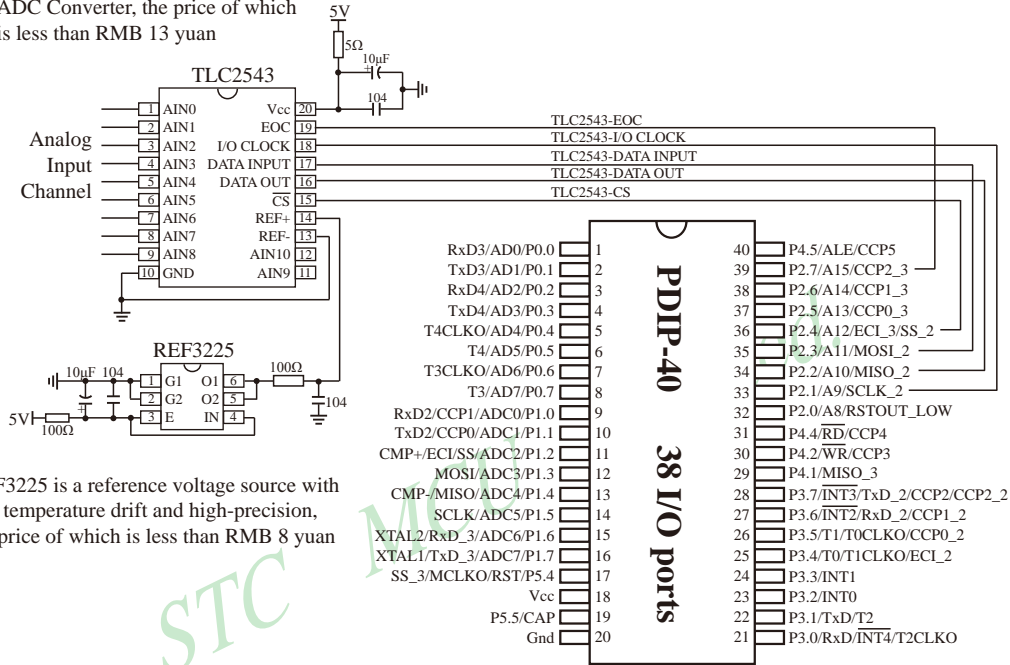 ADC Converter, the price of which
is less than RMB 13 yuan
5V
5Ω
10μF
+
104
TLC2543
1 AIN0 Vcc 20
2 AIN1 EOC 19
3 AIN2 I/O CLOCK 18
4 AIN3 DATA INPUT 17
5 AIN4 DATA OUT 16
6 AIN5 CS 15
7 AIN6 REF+ 14
8 AIN7 REF- 13
9 AIN8 AIN10 12
10 GND AIN9 11
Analog
Input
Channel
TLC2543-EOC
TLC2543-I/O CLOCK
TLC2543-DATA INPUT
TLC2543-DATA OUT
TLC2543-CS
REF3225
10μF 104
+
1 G1 O1 6
2 G2 O2 5
3 E IN 4
100Ω
104
5V
100Ω
F3225 is a reference voltage source with
temperature drift and high-precision,
price of which is less than RMB 8 yuan
PDIP-40 38 I/O ports
RxD3/AD0/P0.0 1 40 P4.5/ALE/CCP5
TxD3/AD1/P0.1 2 39 P2.7/A15/CCP2_3
RxD4/AD2/P0.2 3 38 P2.6/A14/CCP1_3
TxD4/AD3/P0.3 4 37 P2.5/A13/CCP0_3
T4CLKO/AD4/P0.4 5 36 P2.4/A12/ECI_3/SS_2
T4/AD5/P0.5 6 35 P2.3/A11/MOSI_2
T3CLKO/AD6/P0.6 7 34 P2.2/A10/MISO_2
T3/AD7/P0.7 8 33 P2.1/A9/SCLK_2
RxD2/CCP1/ADC0/P1.0 9 32 P2.0/A8/RSTOUT_LOW
TxD2/CCP0/ADC1/P1.1 10 31 P4.4/RD/CCP4
CMP+/ECI/SS/ADC2/P1.2 11 30 P4.2/WR/CCP3
MOSI/ADC3/P1.3 12 29 P4.1/MISO_3
CMP-/MISO/ADC4/P1.4 13 28 P3.7/INT3/TxD_2/CCP2/CCP2_2
SCLK/ADC5/P1.5 14 27 P3.6/INT2/RxD_2/CCP1_2
XTAL2/RxD_3/ADC6/P1.6 15 26 P3.5/T1/T0CLKO/CCP0_2
XTAL1/TxD_3/ADC7/P1.7 16 25 P3.4/T0/T1CLKO/ECI_2
SS_3/MCLKO/RST/P5.4 17 24 P3.3/INT1
Vcc 18 23 P3.2/INT0
P5.5/CAP 19 22 P3.1/TxD/T2
Gnd 20 21 P3.0/RxD/INT4/T2CLKO
STC MCU